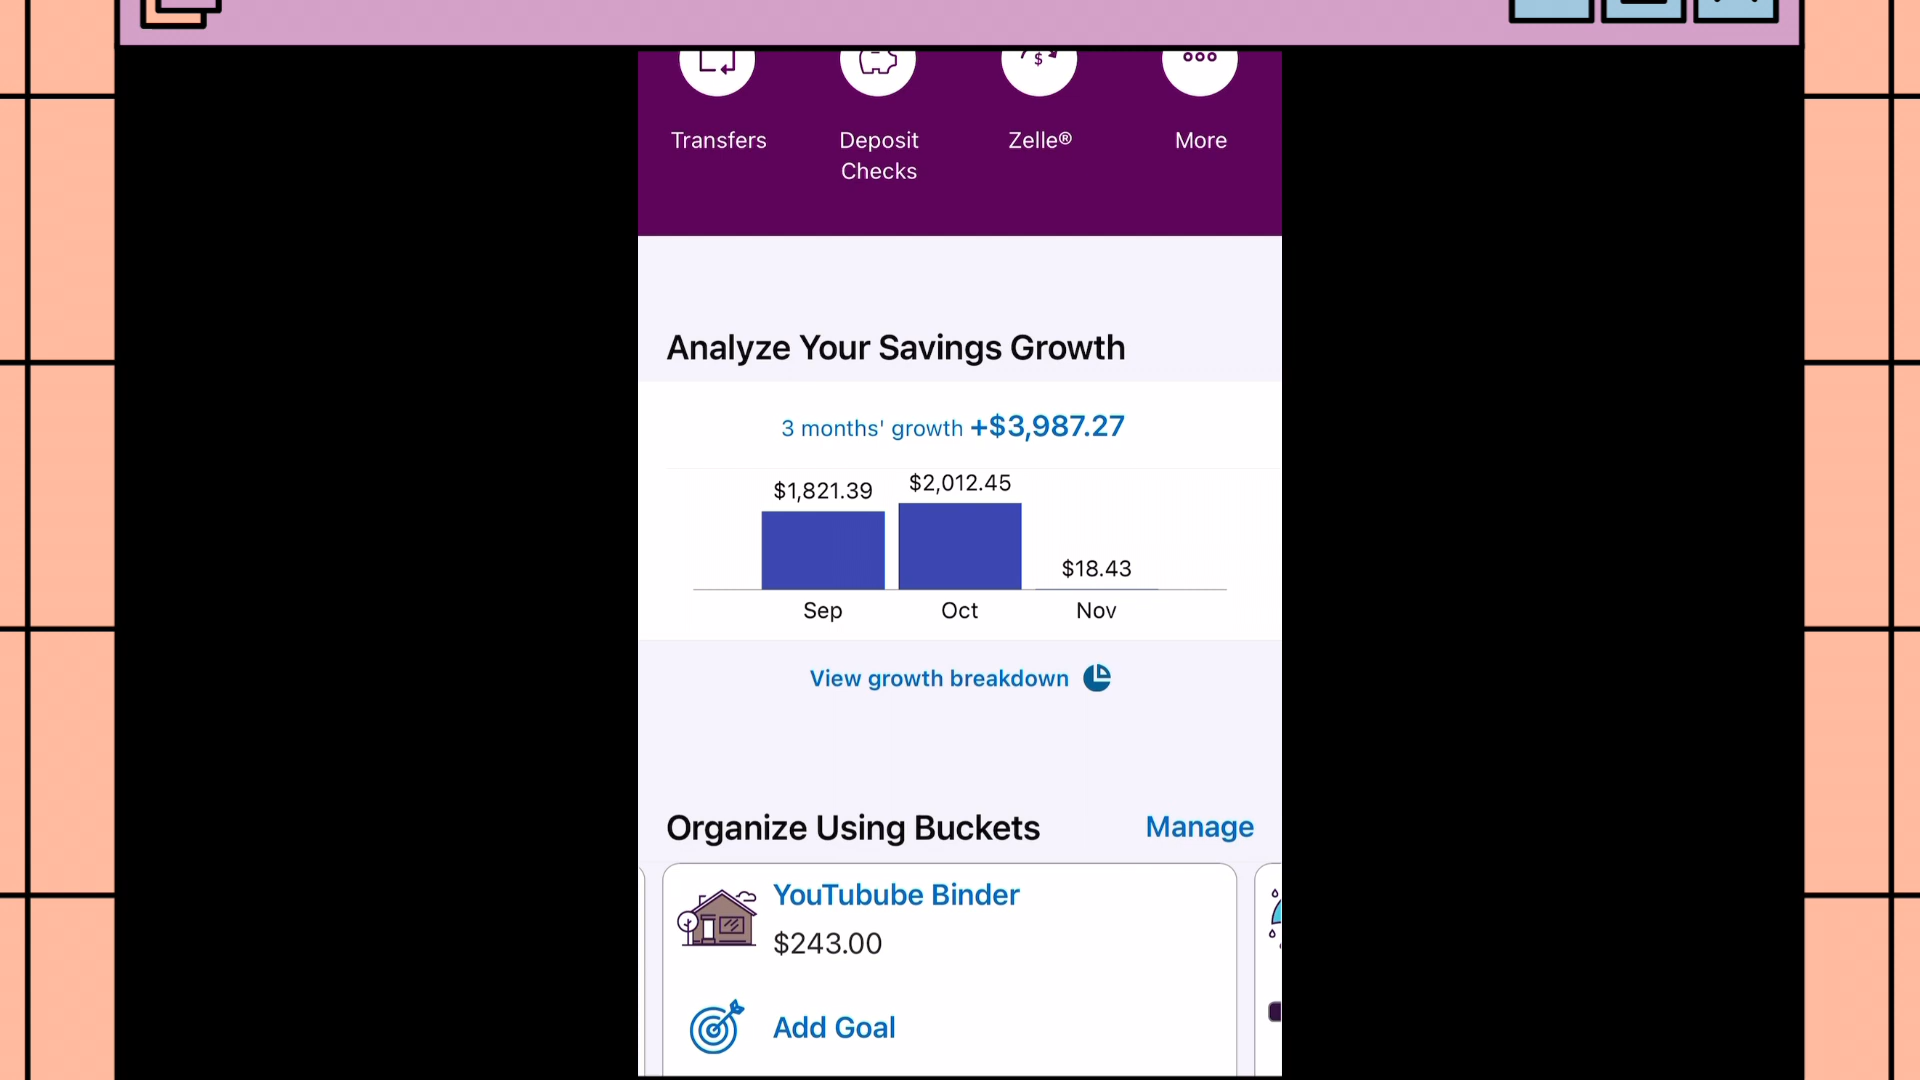 Transfers
Deposit
Checks
Zelle®
More
Analyze Your Savings Growth
3 months' growth +$3,987.27
$1,821.39
$2,012.45
$18.43
Sep
Oct
Nov
View growth breakdown
Organize Using Buckets
Manage
YouTubube Binder
$243.00
Add Goal